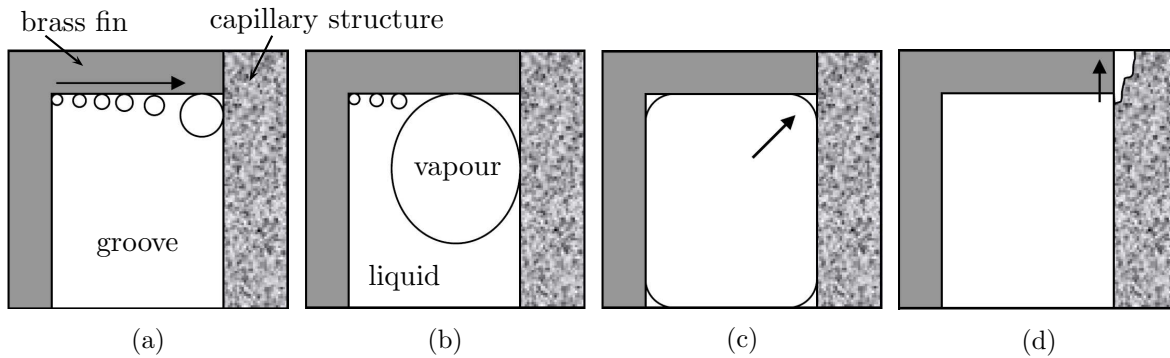 brass fin
capillary structure
groove
vapour
liquid
(a)
(b)
(c)
(d)